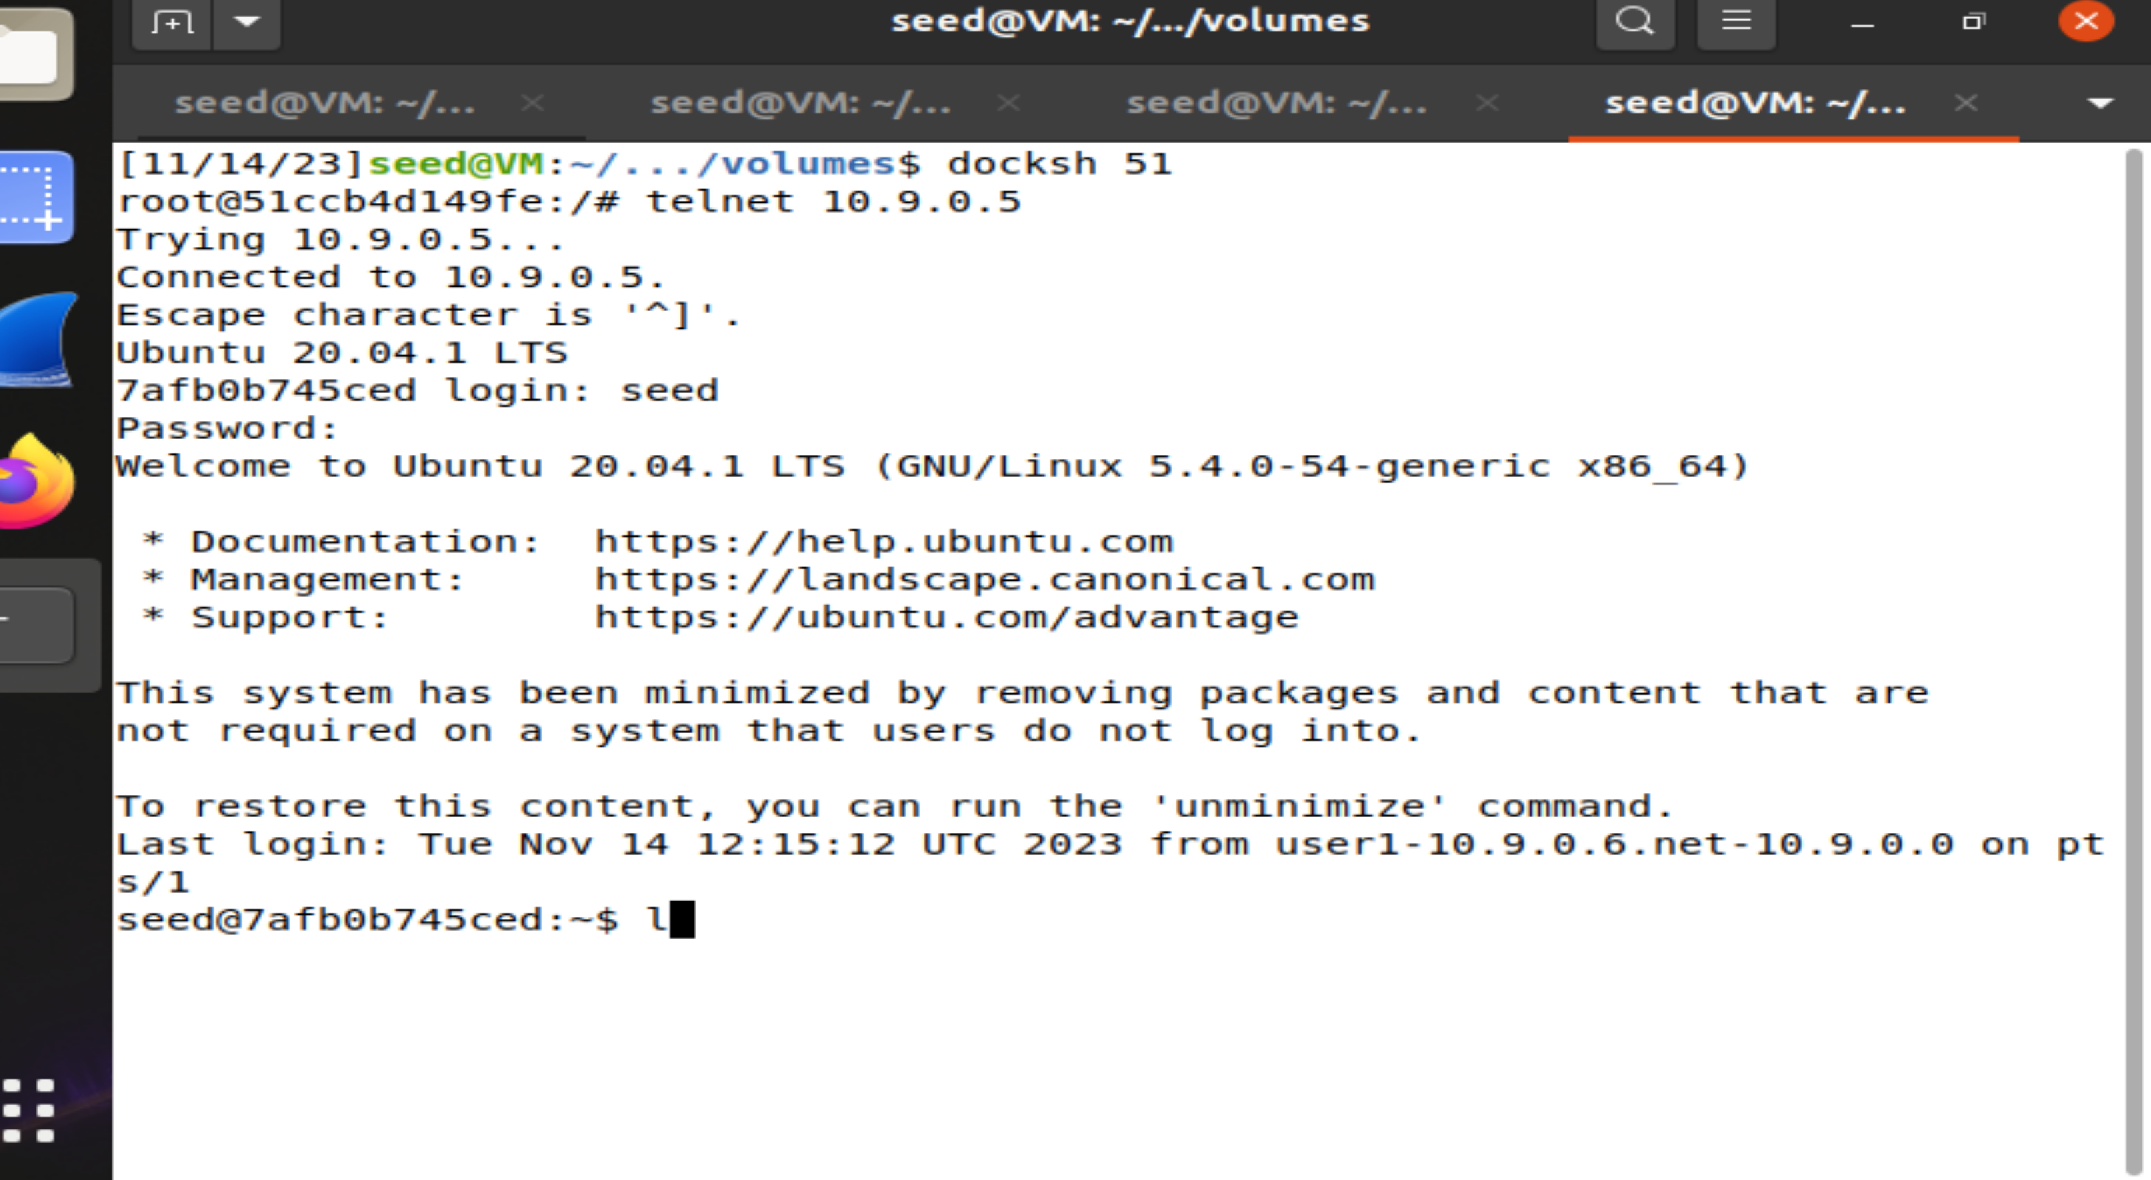 seed@VM: ~/.../volumes
seed@VM: ~/... seed@VM: ~/... seed@VM: ~/... seed@VM: ~/...
[11/14/23]seed@VM:~/.../volumes$ docksh 51
root@51ccb4d149fe:/# telnet 10.9.0.5
Trying 10.9.0.5...
Connected to 10.9.0.5.
Escape character is '^]'.
Ubuntu 20.04.1 LTS
7afb0b745ced login: seed
Password:
Welcome to Ubuntu 20.04.1 LTS (GNU/Linux 5.4.0-54-generic x86_64)
* Documentation:  https://help.ubuntu.com
* Management:     https://landscape.canonical.com
* Support:        https://ubuntu.com/advantage
This system has been minimized by removing packages and content that are
not required on a system that users do not log into.
To restore this content, you can run the 'unminimize' command.
Last login: Tue Nov 14 12:15:12 UTC 2023 from user1-10.9.0.6.net-10.9.0.0 on pt
s/1
seed@7afb0b745ced:~$ l